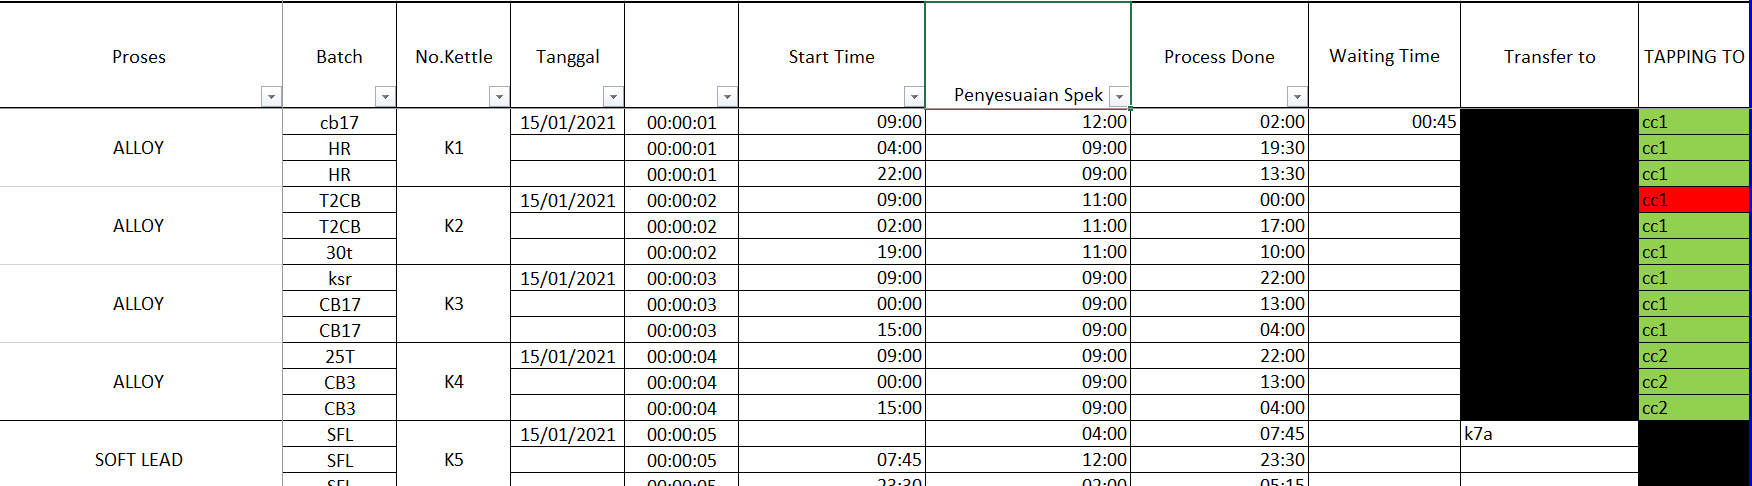 Proses Batch No.Kettle Tanggal Start Time Penyesuaian Spek Process Done Waiting Time Transfer to TAPPING TO
cb17 15/01/2021 00:00:01 09:00 12:00 02:00 00:45 cc1
ALLOY HR K1 00:00:01 04:00 09:00 19:30 cc1
HR 00:00:01 22:00 09:00 13:30 cc1
T2CB 15/01/2021 00:00:02 09:00 11:00 00:00 cc1
ALLOY T2CB K2 00:00:02 02:00 11:00 17:00 cc1
30t 00:00:02 19:00 11:00 10:00 cc1
ksr 15/01/2021 00:00:03 09:00 09:00 22:00 cc1
ALLOY CB17 K3 00:00:03 00:00 09:00 13:00 cc1
CB17 00:00:03 15:00 09:00 04:00 cc1
25T 15/01/2021 00:00:04 09:00 09:00 22:00 cc2
ALLOY CB3 K4 00:00:04 00:00 09:00 13:00 cc2
CB3 00:00:04 15:00 09:00 04:00 cc2
SFL 15/01/2021 00:00:05 04:00 07:45 k7a
SOFT LEAD SFL K5 00:00:05 07:45 12:00 23:30
SFL 00:00:05 23:30 02:00 05:15